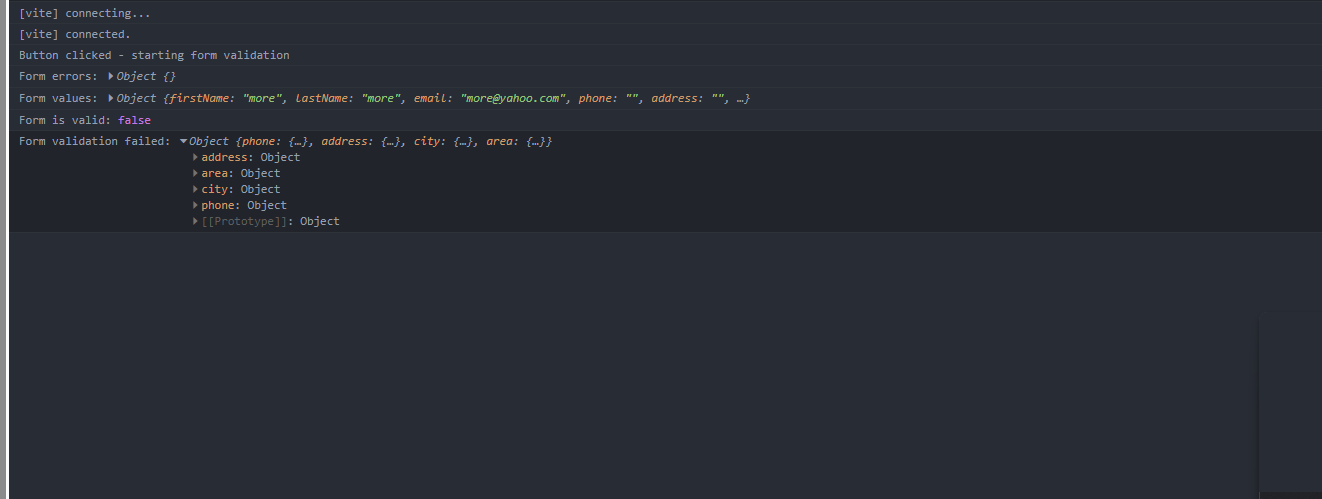 [vite] connecting...
[vite] connected.
Button clicked - starting form validation
Form errors: Object {}
Form values: Object {firstName: "more", lastName: "more", email: "more@yahoo.com", phone: "", address: "", …}
Form is valid: false
Form validation failed: Object {phone: {…}, address: {…}, city: {…}, area: {…}}
address: Object
area: Object
city: Object
phone: Object
[[Prototype]]: Object